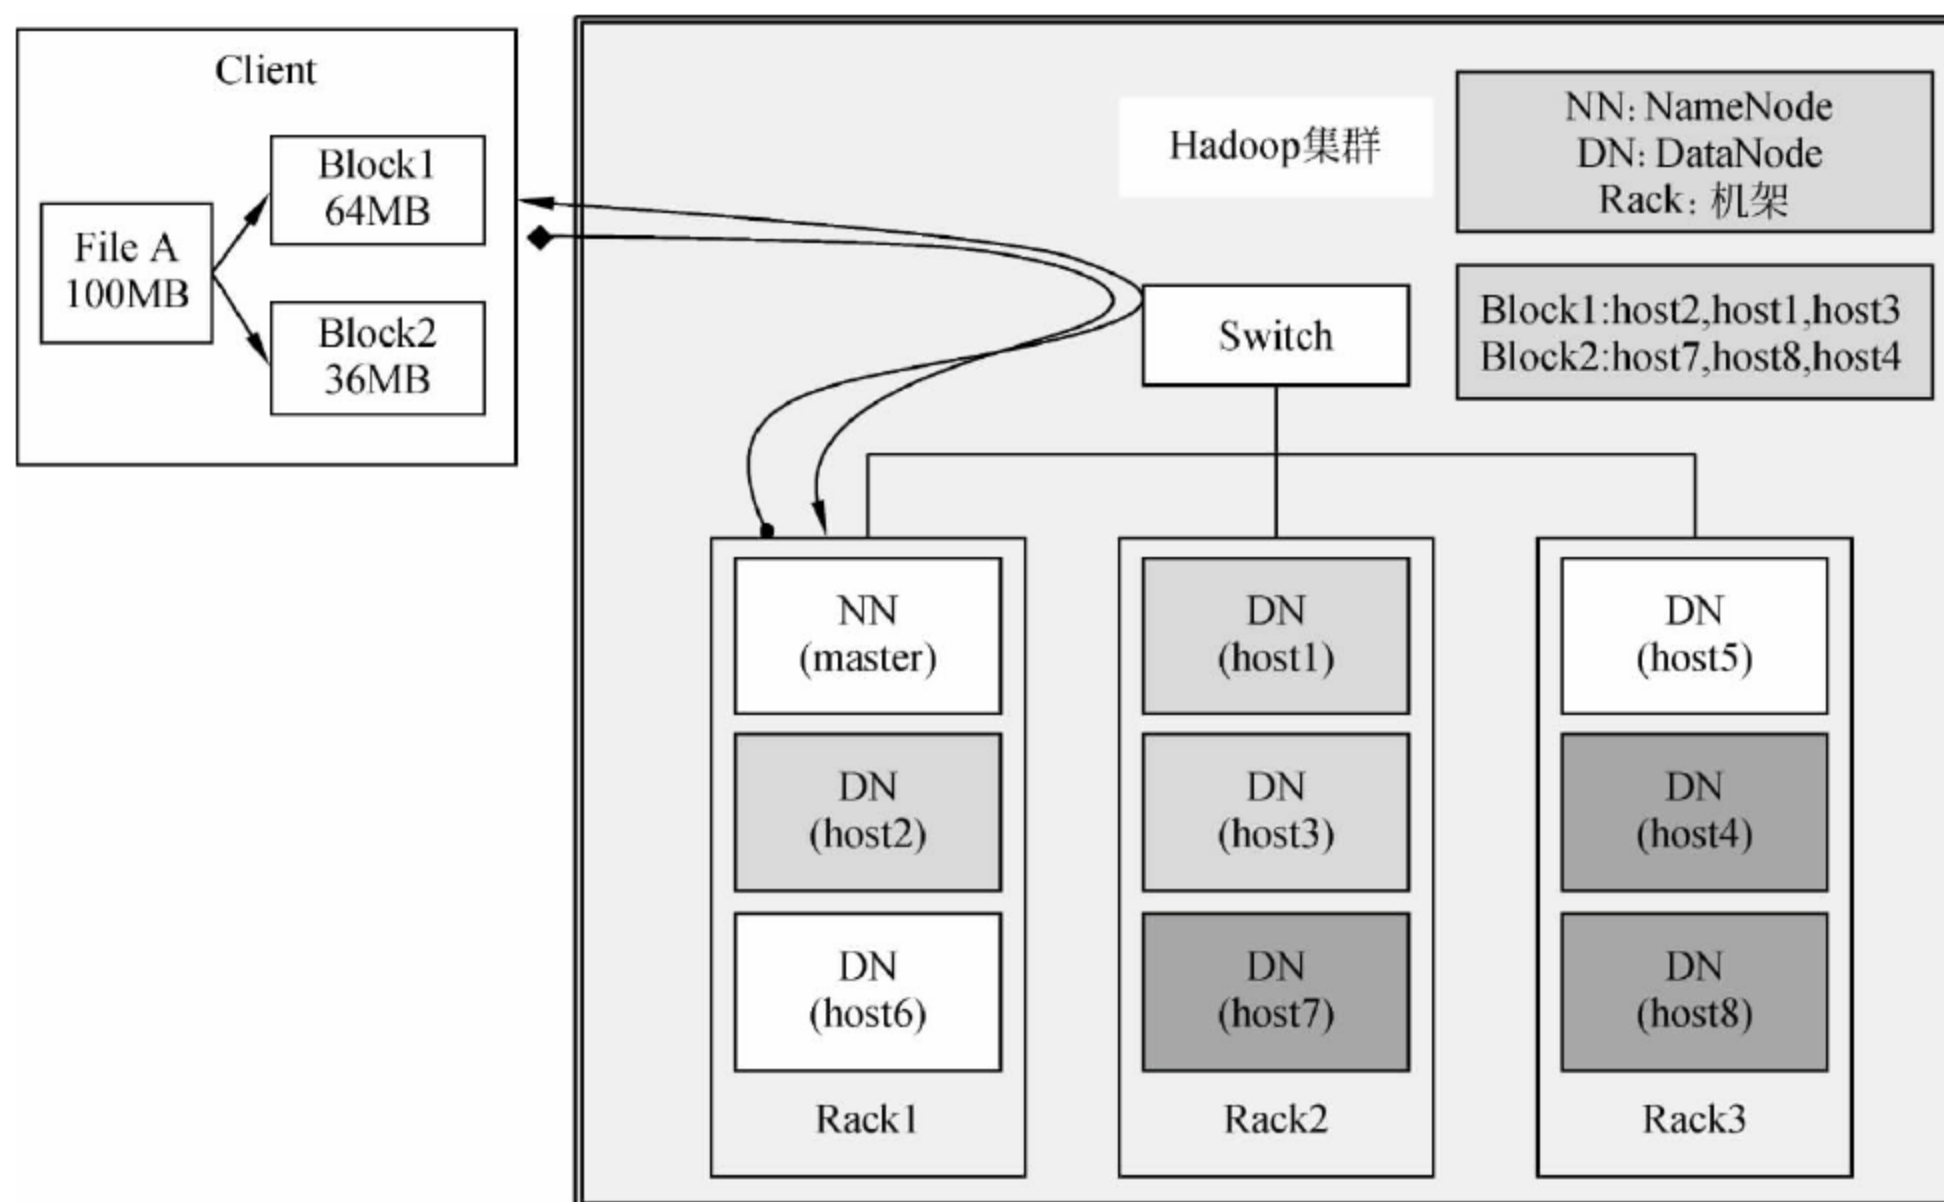 Client
File A
100MB
Block1
64MB
Block2
36MB
Hadoop集群
NN: NameNode
DN: DataNode
Rack: 机架
Switch
Block1:host2,host1,host3
Block2:host7,host8,host4
NN
(master)
DN
(host2)
DN
(host6)
Rack1
DN
(host1)
DN
(host3)
DN
(host7)
Rack2
DN
(host5)
DN
(host4)
DN
(host8)
Rack3